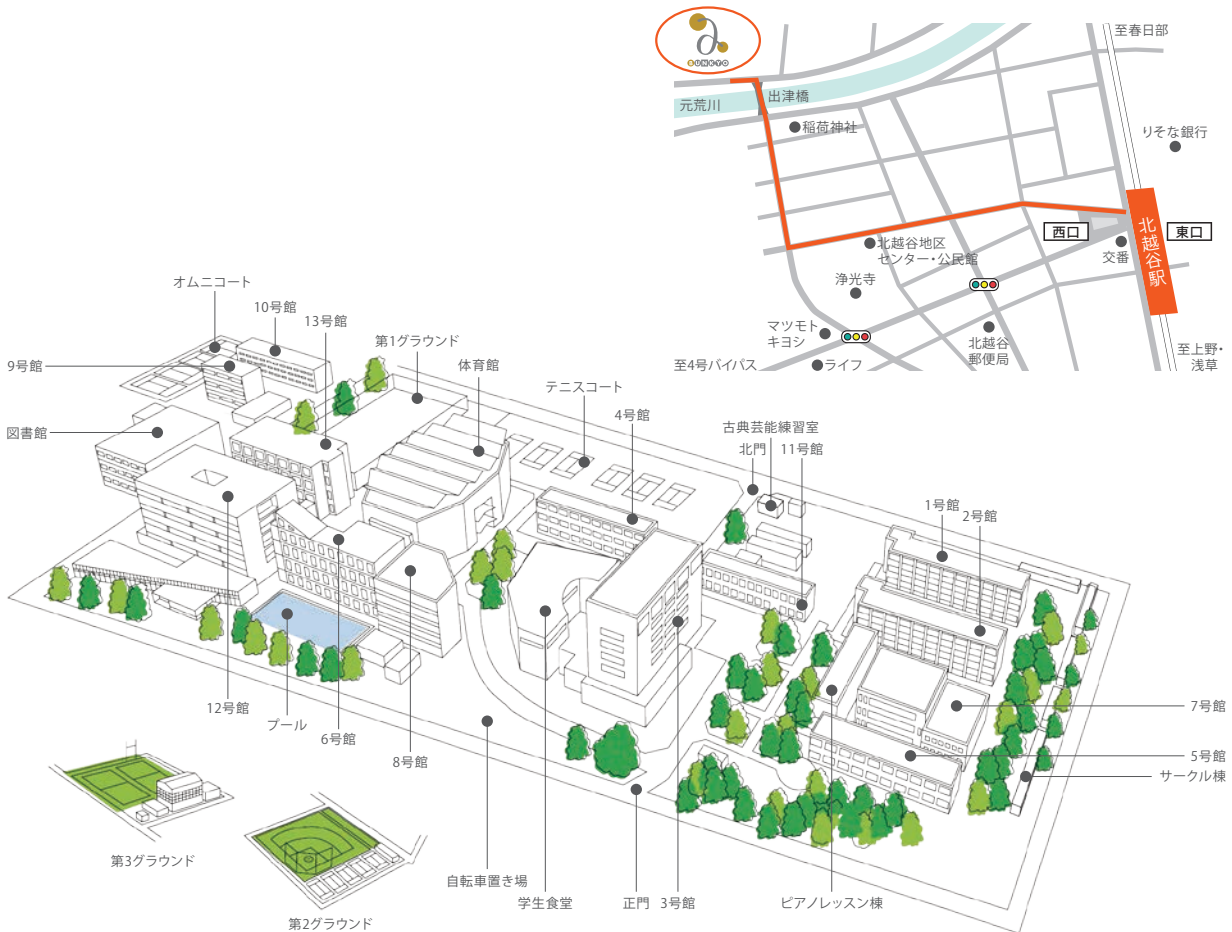 BUNKYO
至春日部
元荒川
出津橋
稲荷神社
りそな銀行
西口
北越谷駅
東口
北越谷地区
センター・公民館
交番
浄光寺
マツモト
キヨシ
北越谷
郵便局
至4号バイパス
ライフ
至上野・
浅草
オムニコート
10号館
13号館
第1グラウンド
9号館
体育館
テニスコート
4号館
古典芸能練習室
北門
11号館
図書館
1号館
2号館
12号館
プール
6号館
8号館
7号館
5号館
サークル棟
第3グラウンド
第2グラウンド
自転車置き場
学生食堂
正門
3号館
ピアノレッスン棟